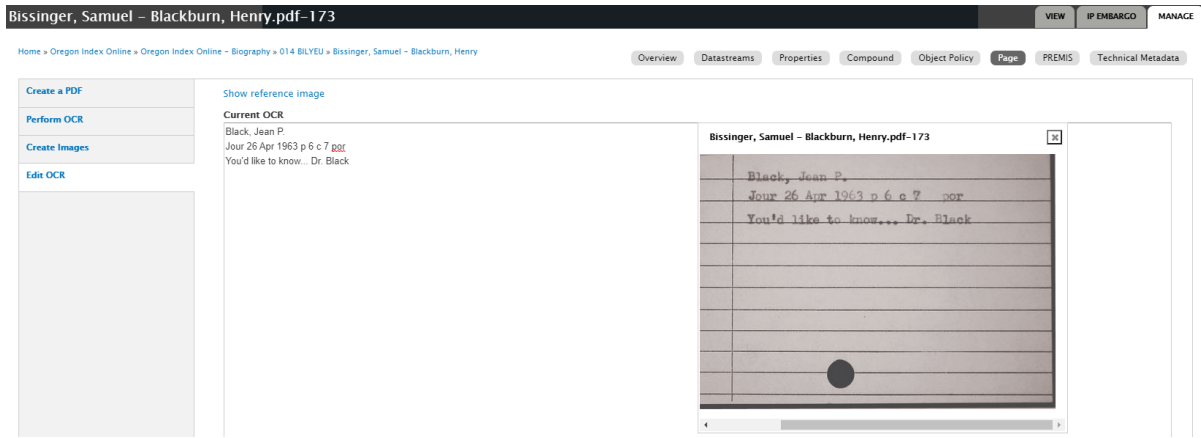 Bissinger, Samuel – Blackburn, Henry.pdf-173
VIEW
IP EMBARGO
MANAGE
Home » Oregon Index Online » Oregon Index Online – Biography » 014 BILYEU » Bissinger, Samuel – Blackburn, Henry
Overview
Datastreams
Properties
Compound
Object Policy
Page
PREMIS
Technical Metadata
Create a PDF
Perform OCR
Create Images
Edit OCR
Show reference image
Current OCR
Black, Jean P.
Jour 26 Apr 1963 p 6 c 7 por
You'd like to know... Dr. Black
Bissinger, Samuel – Blackburn, Henry.pdf-173
Black, Jean P.
Jour 26 Apr 1963 p 6 c 7 por
You'd like to know... Dr. Black